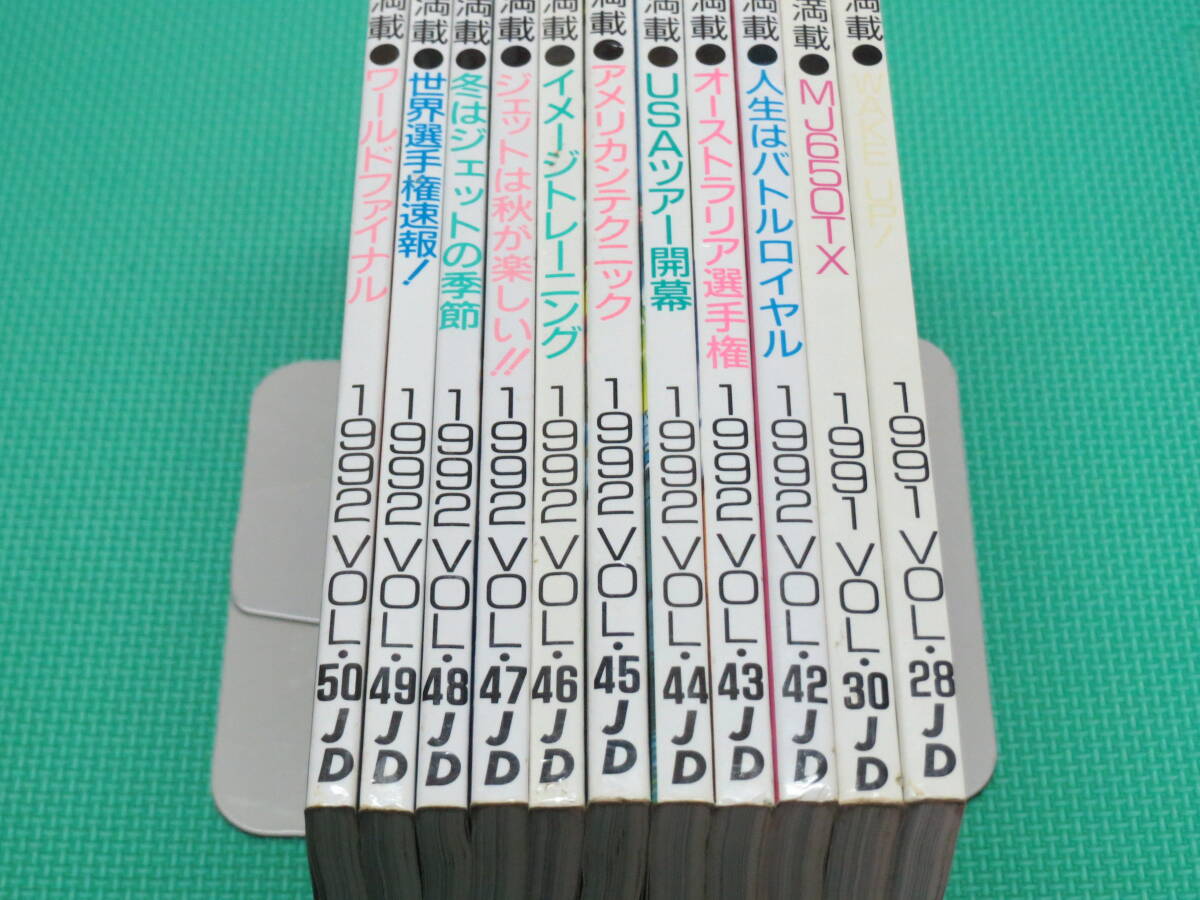 満載●ワールドファイナル 1992 VOL.50 JD
満載●世界選手権速報! 1992 VOL.49 JD
満載●冬はジェットの季節 1992 VOL.48 JD
満載●ジェットは秋が楽しい!! 1992 VOL.47 JD
満載●イメージトレーニング 1992 VOL.46 JD
満載●アメリカンテクニック 1992 VOL.45 JD
満載●USAツアー開幕 1992 VOL.44 JD
満載●オーストラリア選手権 1992 VOL.43 JD
満載●人生はバトルロイヤル 1992 VOL.42 JD
満載●MJ650TX 1991 VOL.30 JD
満載●WAKE UP! 1991 VOL.28 JD